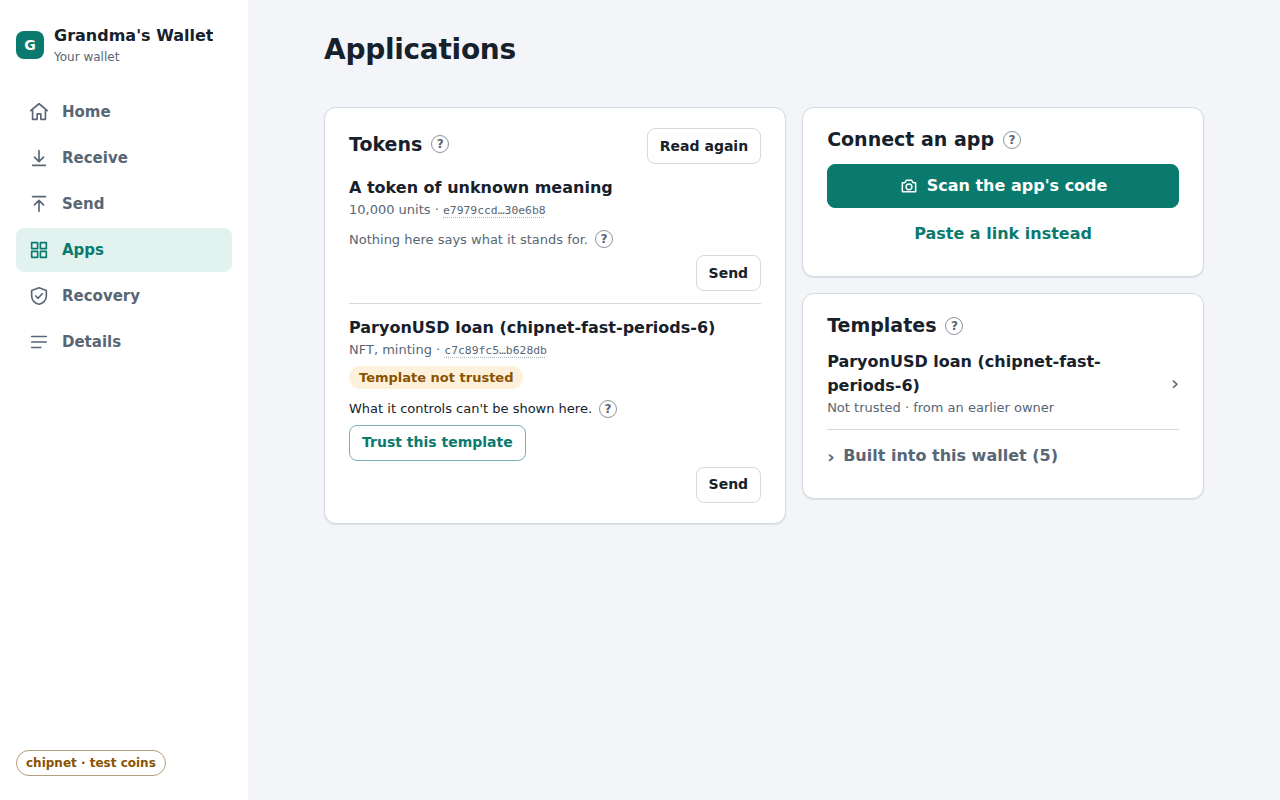 G
Grandma's Wallet
Your wallet
Home
Receive
Send
Apps
Recovery
Details
chipnet · test coins
Applications
Tokens ?
Read again
A token of unknown meaning
10,000 units · e7979ccd…30e6b8
Nothing here says what it stands for. ?
Send
ParyonUSD loan (chipnet-fast-periods-6)
NFT, minting · c7c89fc5…b628db
Template not trusted
What it controls can't be shown here. ?
Trust this template
Send
Connect an app ?
Scan the app's code
Paste a link instead
Templates ?
ParyonUSD loan (chipnet-fast-
periods-6)
›
Not trusted · from an earlier owner
› Built into this wallet (5)